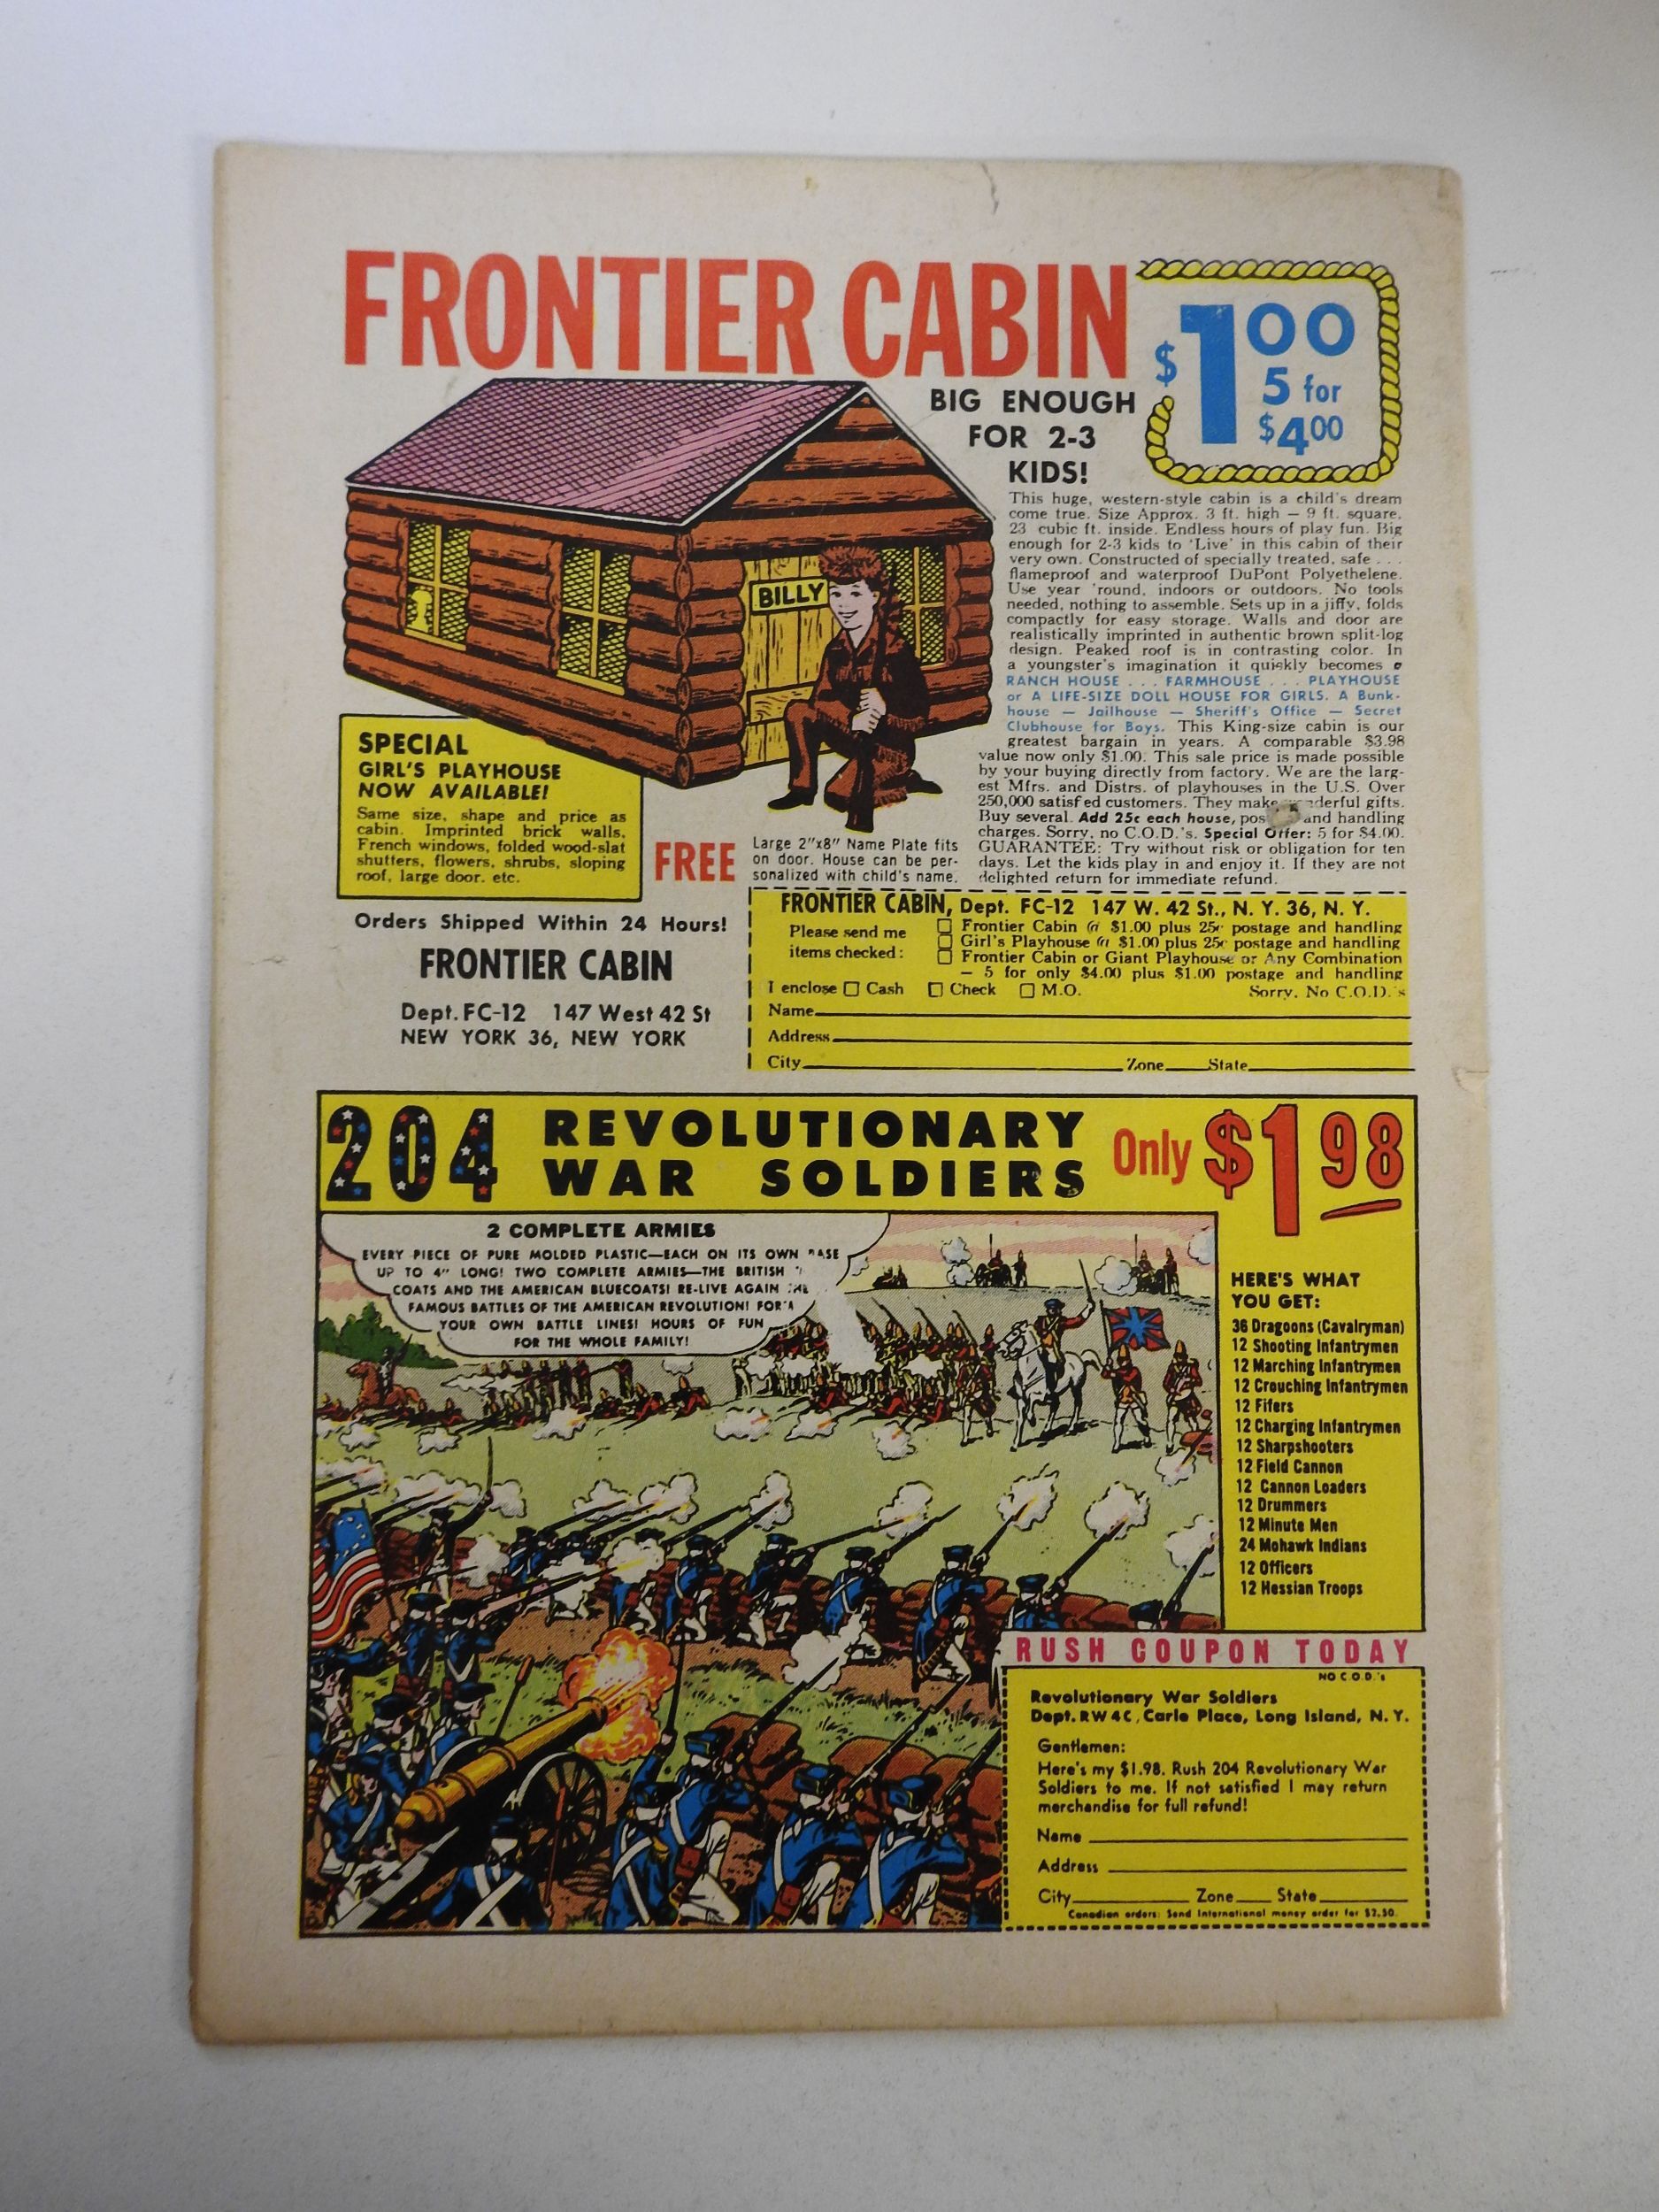 FRONTIER CABIN
$1.00
5 for
$4.00
BIG ENOUGH
FOR 2-3
KIDS!
BILLY
This huge, western-style cabin is a child's dream
come true. Size Approx. 3 ft. high — 9 ft. square,
23 cubic ft. inside. Endless hours of play fun. Big
enough for 2-3 kids to 'Live' in this cabin of their
very own. Constructed of specially treated, safe . . .
flameproof and waterproof DuPont Polyethelene.
Use year 'round, indoors or outdoors. No tools
needed, nothing to assemble. Sets up in a jiffy, folds
compactly for easy storage. Walls and door are
realistically imprinted in authentic brown split-log
design. Peaked roof is in contrasting color. In
a youngster's imagination it quickly becomes a
RANCH HOUSE . . . FARMHOUSE . . . PLAYHOUSE
or A LIFE-SIZE DOLL HOUSE FOR GIRLS. A Bunk-
house — Jailhouse — Sheriff's Office — Secret
Clubhouse for Boys. This King-size cabin is our
greatest bargain in years. A comparable $3.98
value now only $1.00. This sale price is made possible
by your buying directly from factory. We are the larg-
est Mfrs. and Distrs. of playhouses in the U.S. Over
250,000 satisfied customers. They make gifts.
Buy several. Add 25c each house, and handling
charges. Sorry, no C.O.D.'s. Special Offer: 5 for $4.00.
GUARANTEE: Try without risk or obligation for ten
days. Let the kids play in and enjoy it. If they are not
delighted return for immediate refund.
SPECIAL
GIRL'S PLAYHOUSE
NOW AVAILABLE!
Same size, shape and price as
cabin. Imprinted brick walls,
French windows, folded wood-slat
shutters, flowers, shrubs, sloping
roof, large door. etc.
FREE
Large 2"x8" Name Plate fits
on door. House can be per-
sonalized with child's name.
Orders Shipped Within 24 Hours!
FRONTIER CABIN
Dept. FC-12 147 West 42 St
NEW YORK 36, NEW YORK
FRONTIER CABIN, Dept. FC-12 147 W. 42 St., N. Y. 36, N. Y.
Please send me
items checked:
Frontier Cabin @ $1.00 plus 25c postage and handling
Girl's Playhouse @ $1.00 plus 25c postage and handling
Frontier Cabin or Giant Playhouse or Any Combination
— 5 for only $4.00 plus $1.00 postage and handling
I enclose Cash Check M.O. Sorry, No C.O.D.'s
Name
Address
City Zone State
204 REVOLUTIONARY
WAR SOLDIERS
Only $1.98
2 COMPLETE ARMIES
EVERY PIECE OF PURE MOLDED PLASTIC—EACH ON ITS OWN BASE
UP TO 4" LONG! TWO COMPLETE ARMIES—THE BRITISH
COATS AND THE AMERICAN BLUECOATS! RE-LIVE AGAIN THE
FAMOUS BATTLES OF THE AMERICAN REVOLUTION! FORM
YOUR OWN BATTLE LINES! HOURS OF FUN
FOR THE WHOLE FAMILY!
HERE'S WHAT
YOU GET:
36 Dragoons (Cavalryman)
12 Shooting Infantrymen
12 Marching Infantrymen
12 Crouching Infantrymen
12 Fifers
12 Charging Infantrymen
12 Sharpshooters
12 Field Cannon
12 Cannon Loaders
12 Drummers
12 Minute Men
24 Mohawk Indians
12 Officers
12 Hessian Troops
RUSH COUPON TODAY
NO C.O.D.'s
Revolutionary War Soldiers
Dept. RW4C, Carle Place, Long Island, N. Y.
Gentlemen:
Here's my $1.98. Rush 204 Revolutionary War
Soldiers to me. If not satisfied I may return
merchandise for full refund!
Name
Address
City Zone State
Canadian orders: Send International money order for $2.50.